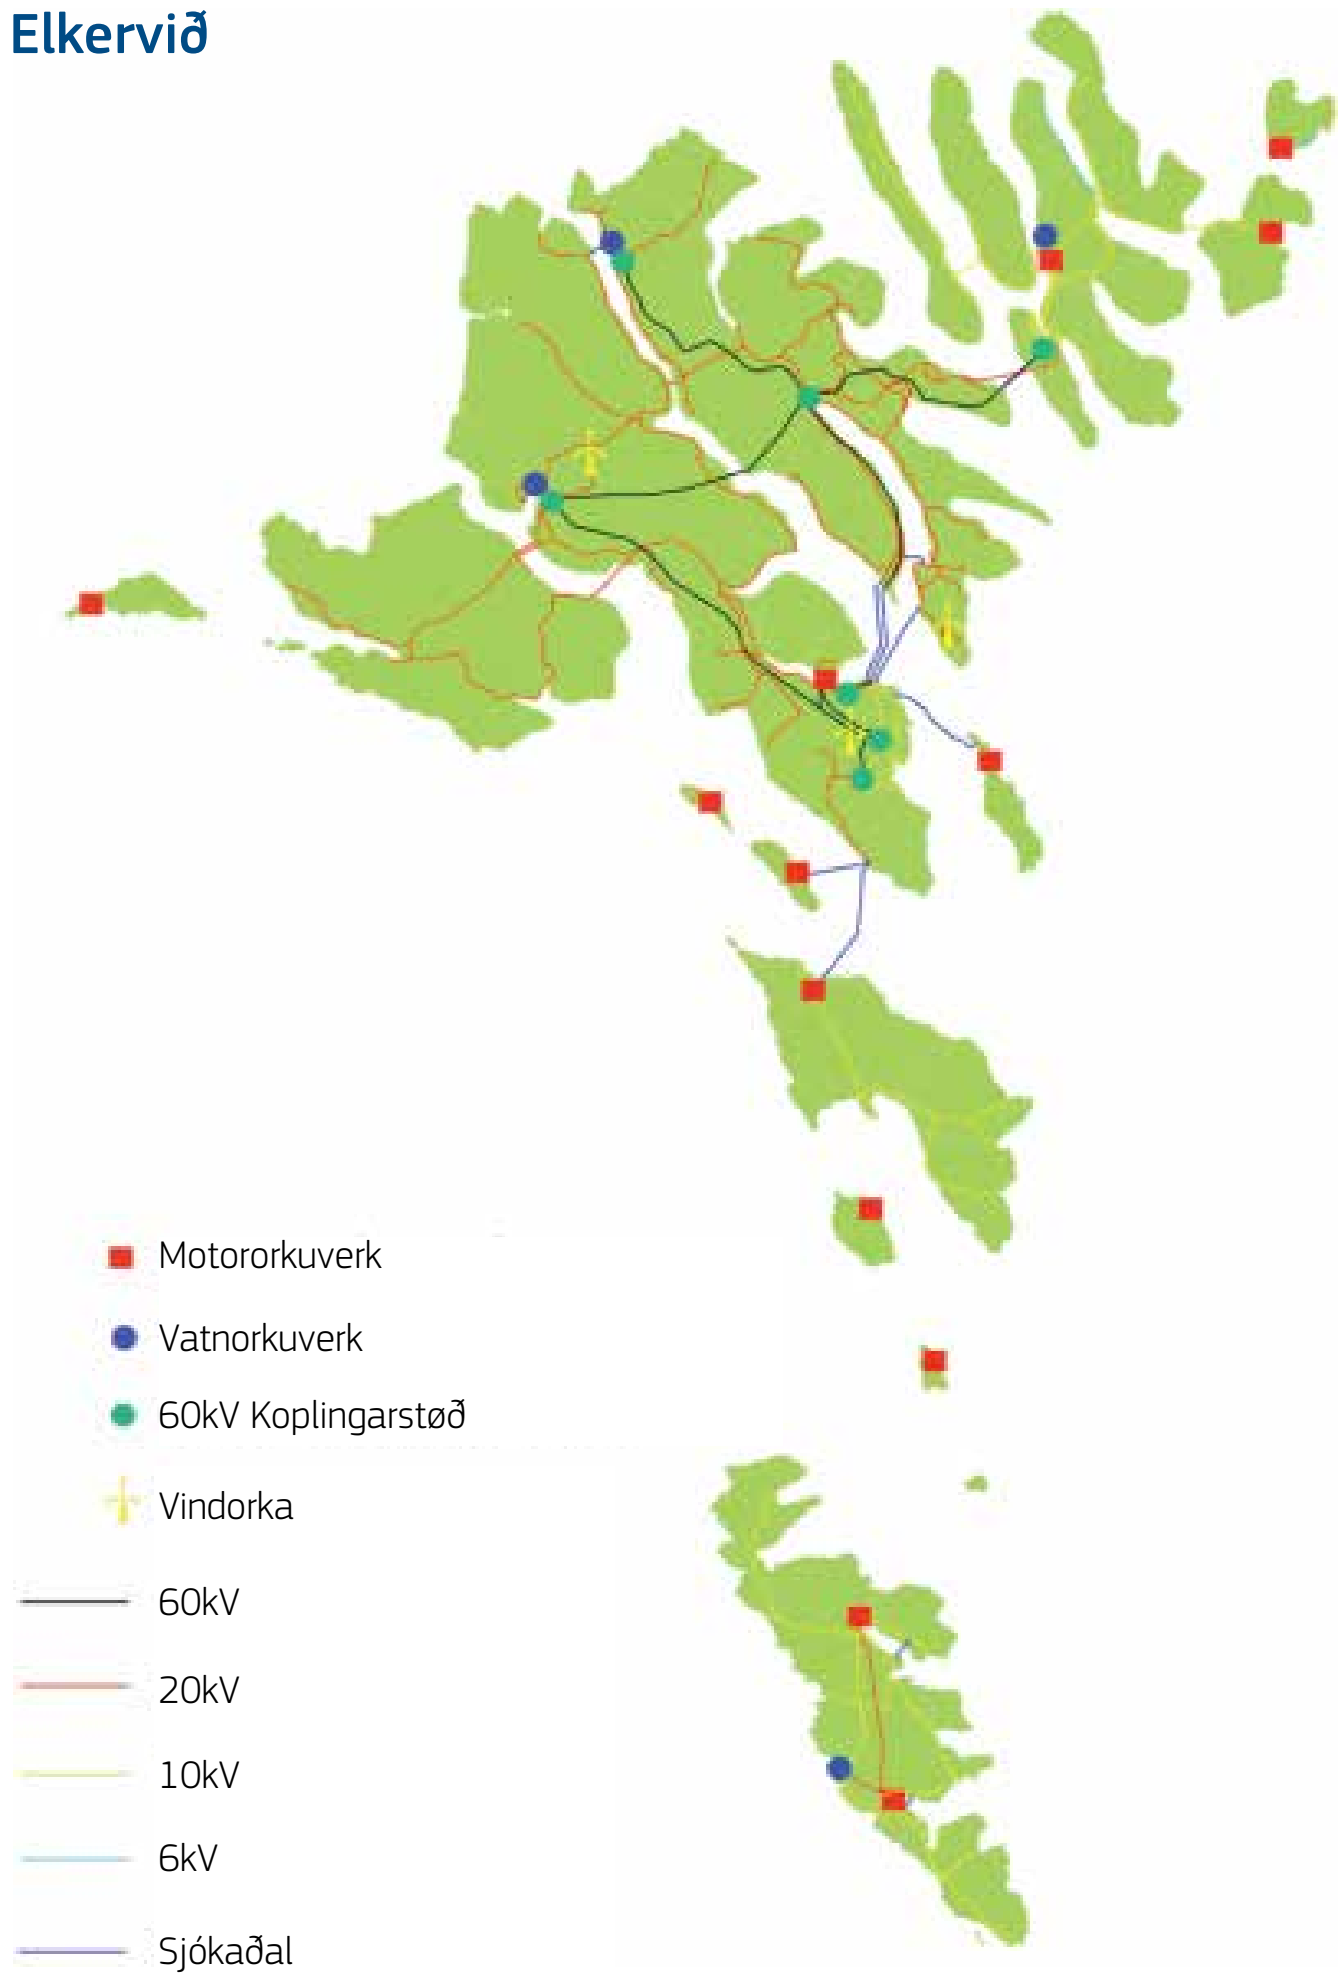 Elkervið
Motororkuverk
Vatnorkuverk
60kV Koplingarstøð
Vindorka
60kV
20kV
10kV
6kV
Sjókaðal